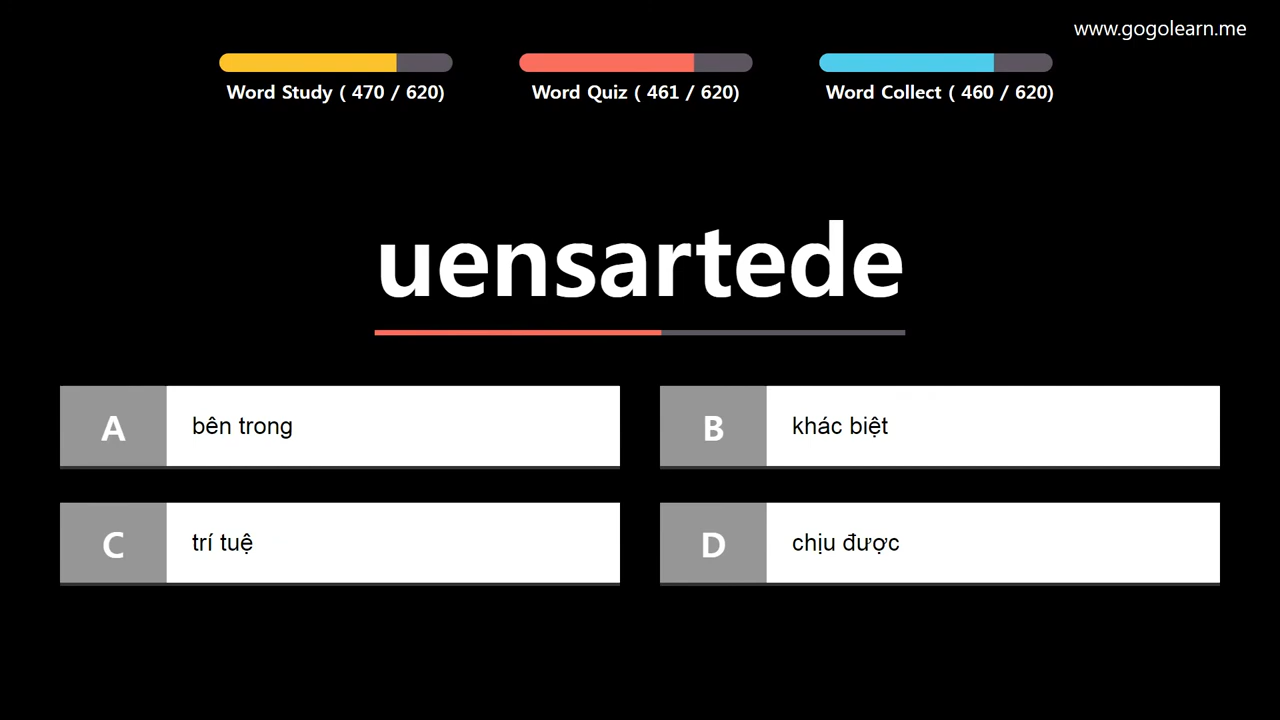 www.gogolearn.me
Word Study ( 470 / 620)
Word Quiz ( 461 / 620)
Word Collect ( 460 / 620)
uensartede
A bên trong
B khác biệt
C trí tuệ
D chịu được